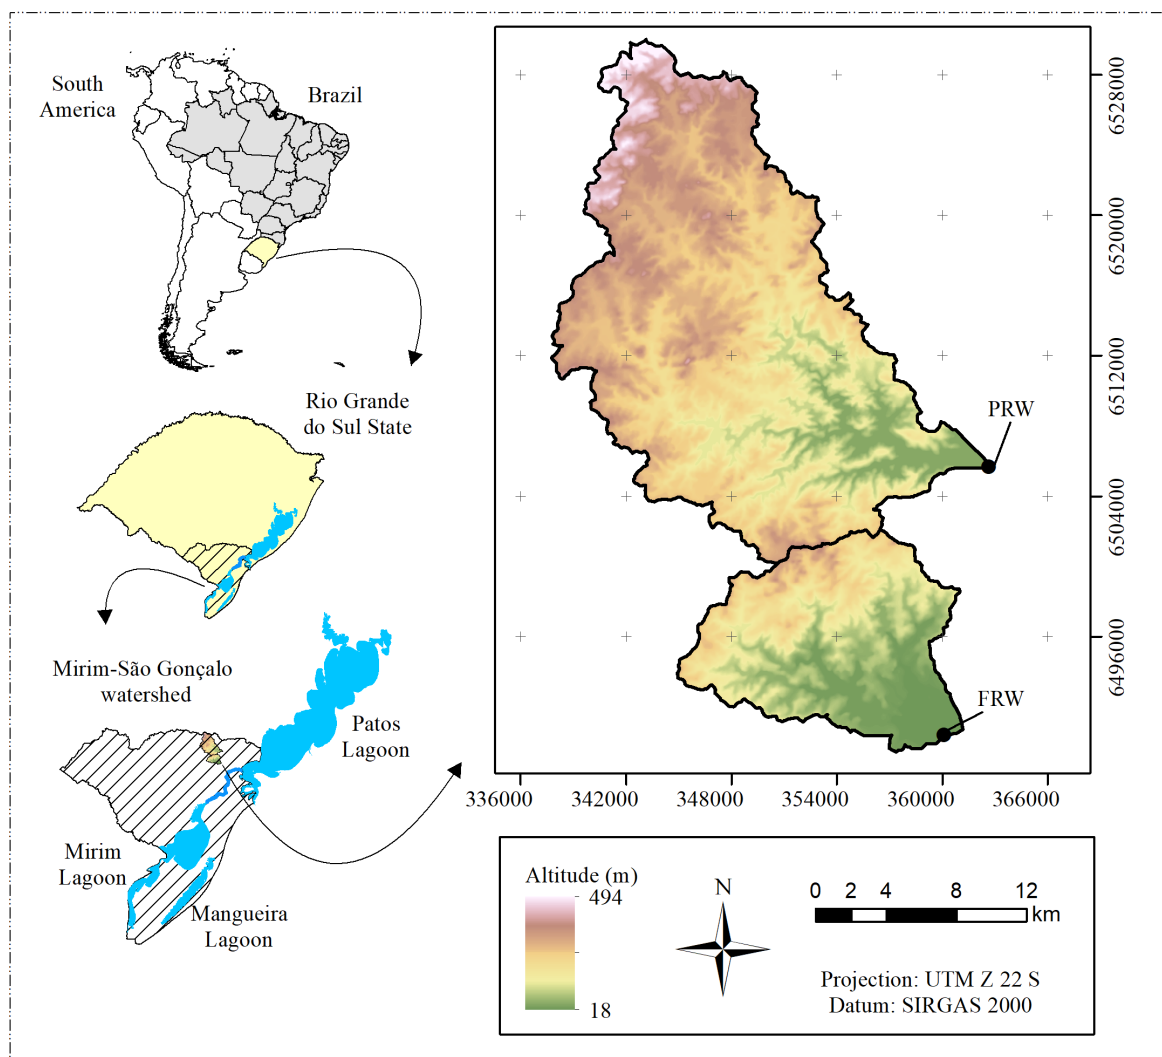 South
America
Brazil
Rio Grande
do Sul State
Mirim-São Gonçalo
watershed
Patos
Lagoon
Mirim
Lagoon
Mangueira
Lagoon
PRW
FRW
6528000
6520000
6512000
6504000
6496000
336000 342000 348000 354000 360000 366000
Altitude (m)
494
18
N
0 2 4 8 12
km
Projection: UTM Z 22 S
Datum: SIRGAS 2000